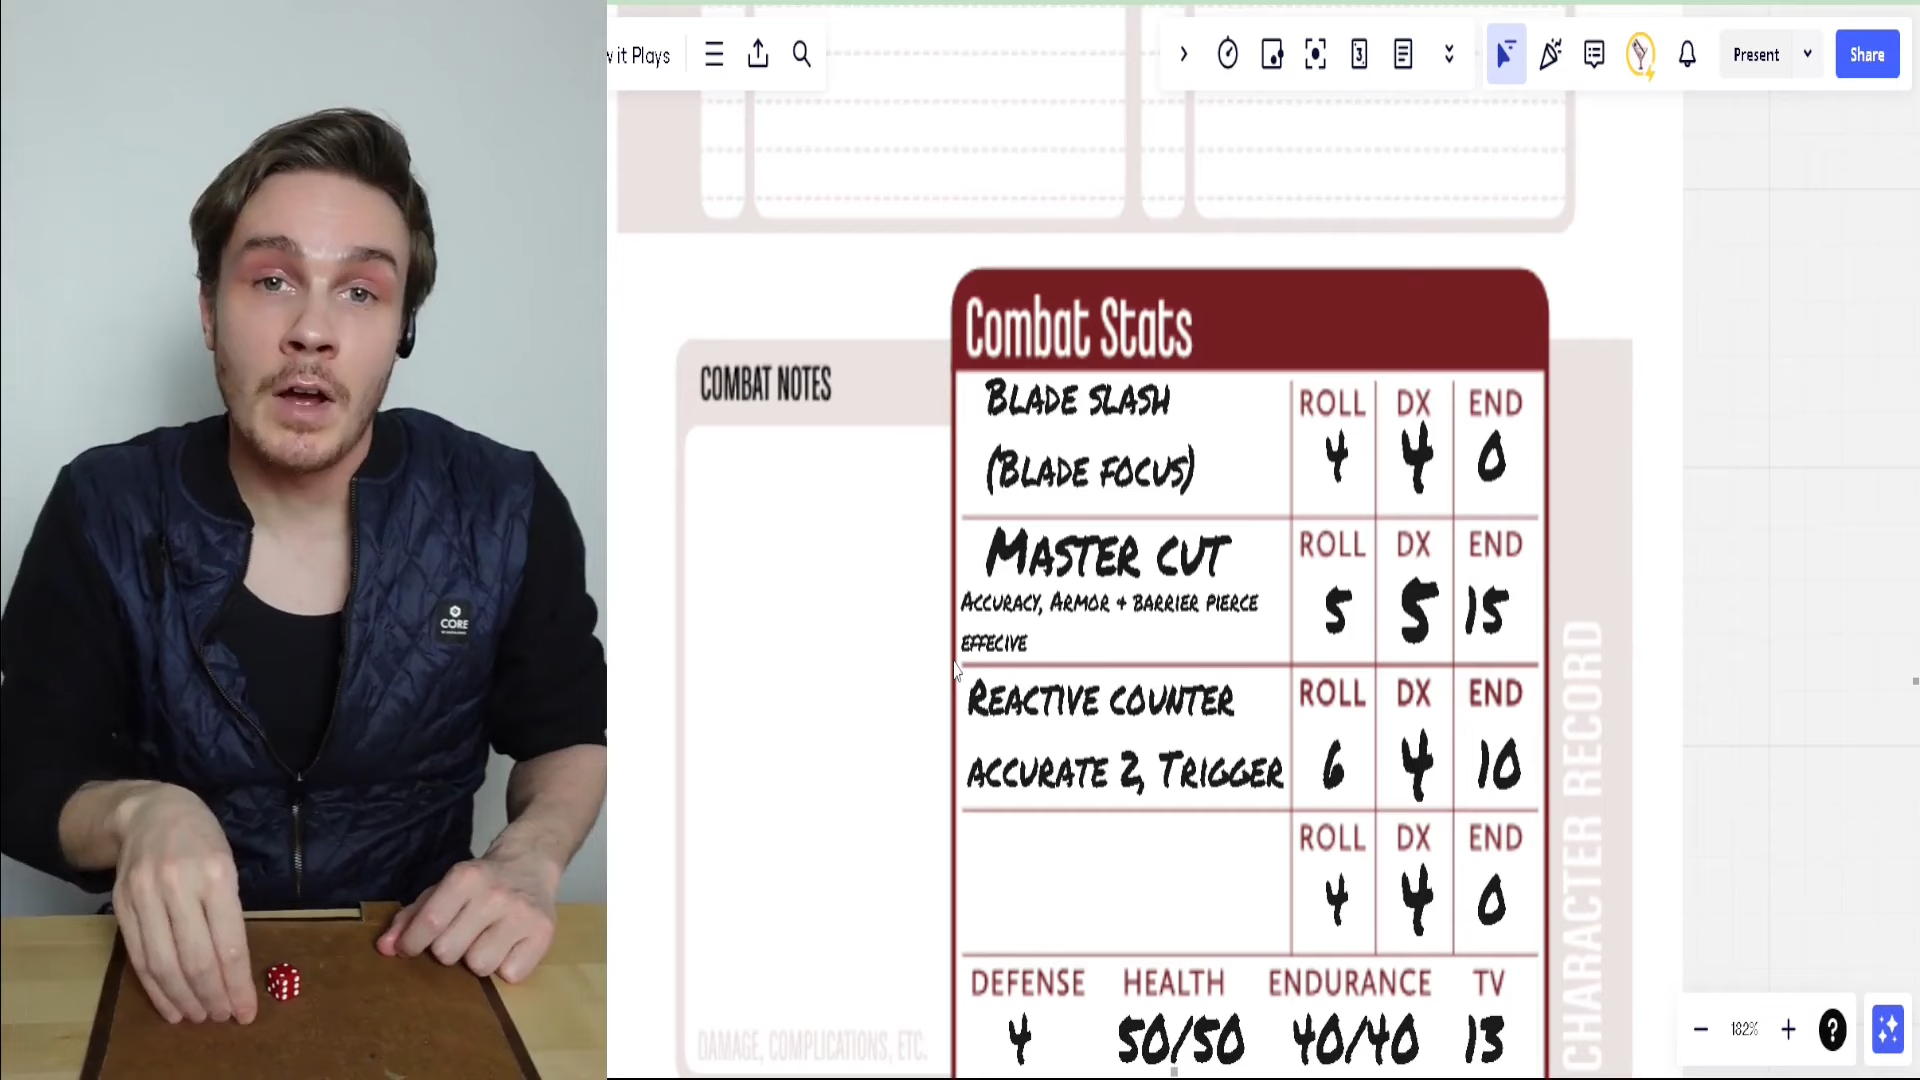 v it Plays
3
Present
Share
Combat Stats
COMBAT NOTES
BLADE SLASH
(BLADE FOCUS)
ROLL DX END
4 4 0
MASTER CUT
ACCURACY, ARMOR + BARRIER PIERCE
EFFECIVE
ROLL DX END
5 5 15
REACTIVE COUNTER
ACCURATE 2, TRIGGER
ROLL DX END
6 4 10
ROLL DX END
4 4 0
DEFENSE HEALTH ENDURANCE TV
4 50/50 40/40 13
DAMAGE, COMPLICATIONS, ETC.
CHARACTER RECORD
CORE
182%
?